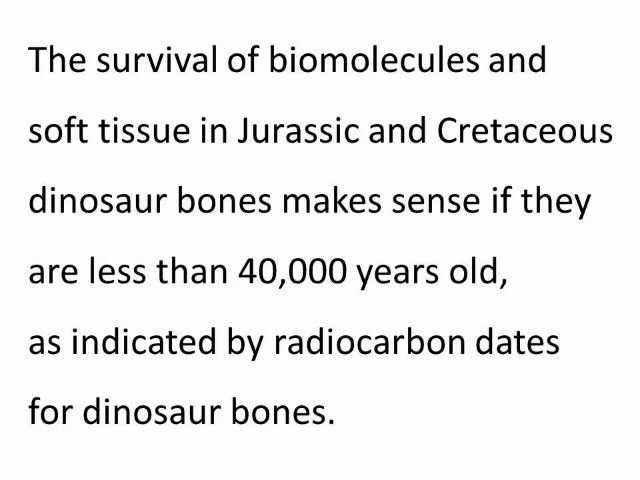 The survival of biomolecules and
soft tissue in Jurassic and Cretaceous
dinosaur bones makes sense if they
are less than 40,000 years old,
as indicated by radiocarbon dates
for dinosaur bones.